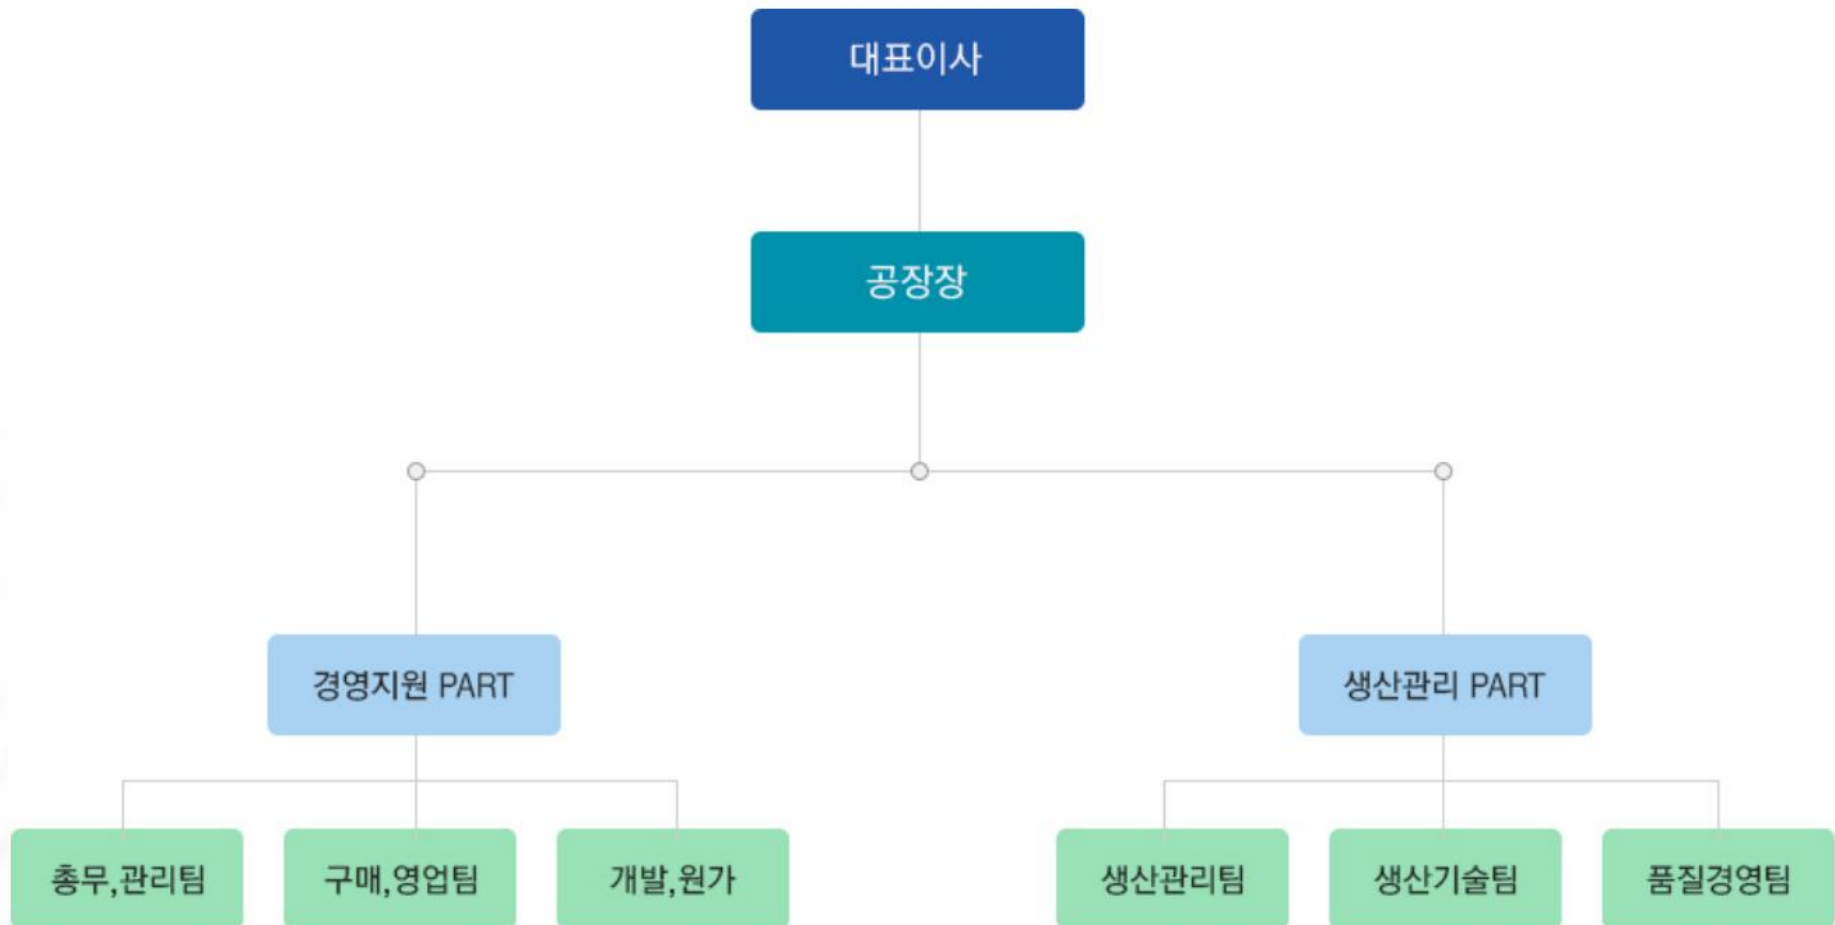 대표이사
공장장
경영지원 PART
생산관리 PART
총무,관리팀
구매,영업팀
개발,원가
생산관리팀
생산기술팀
품질경영팀